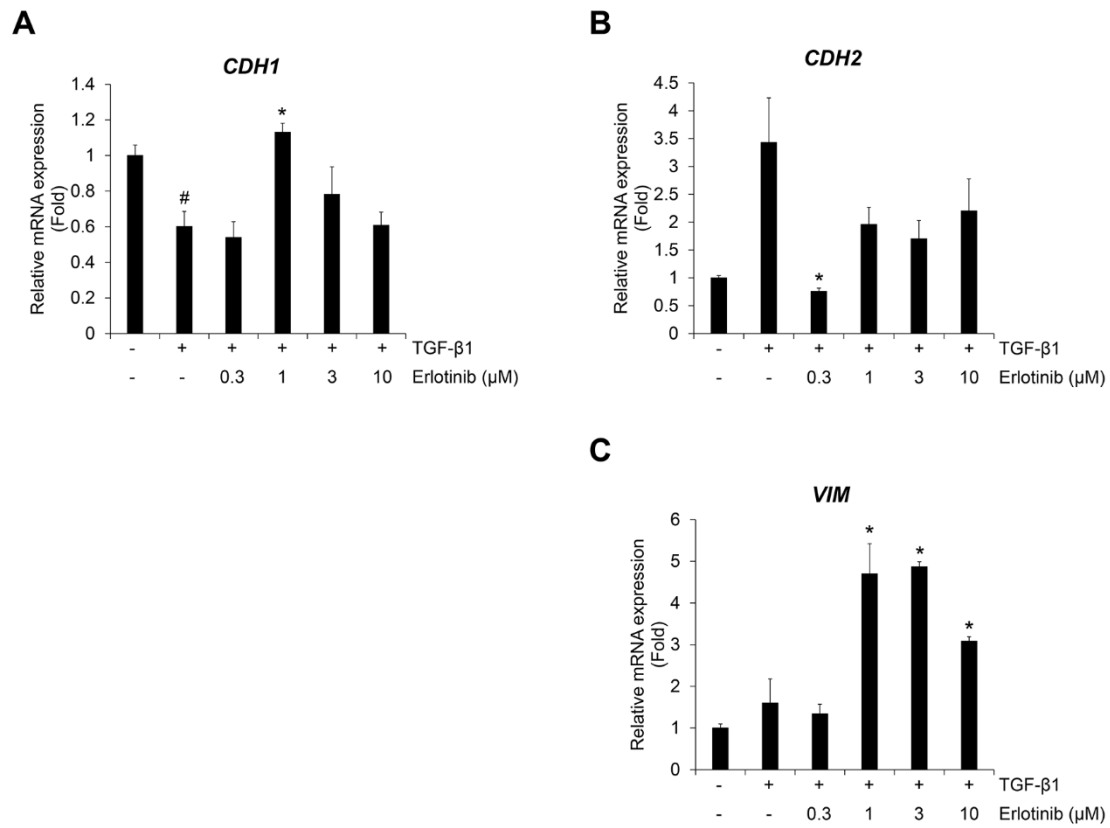 A
CDH1
Relative mRNA expression
(Fold)
1.4
1.2
1
0.8
0.6
0.4
0.2
0
#
*
- + + + + + TGF-β1
- - 0.3 1 3 10 Erlotinib (μM)
B
CDH2
Relative mRNA expression
(Fold)
4.5
4
3.5
3
2.5
2
1.5
1
0.5
0
*
- + + + + + TGF-β1
- - 0.3 1 3 10 Erlotinib (μM)
C
VIM
Relative mRNA expression
(Fold)
6
5
4
3
2
1
0
* * *
- + + + + + TGF-β1
- - 0.3 1 3 10 Erlotinib (μM)